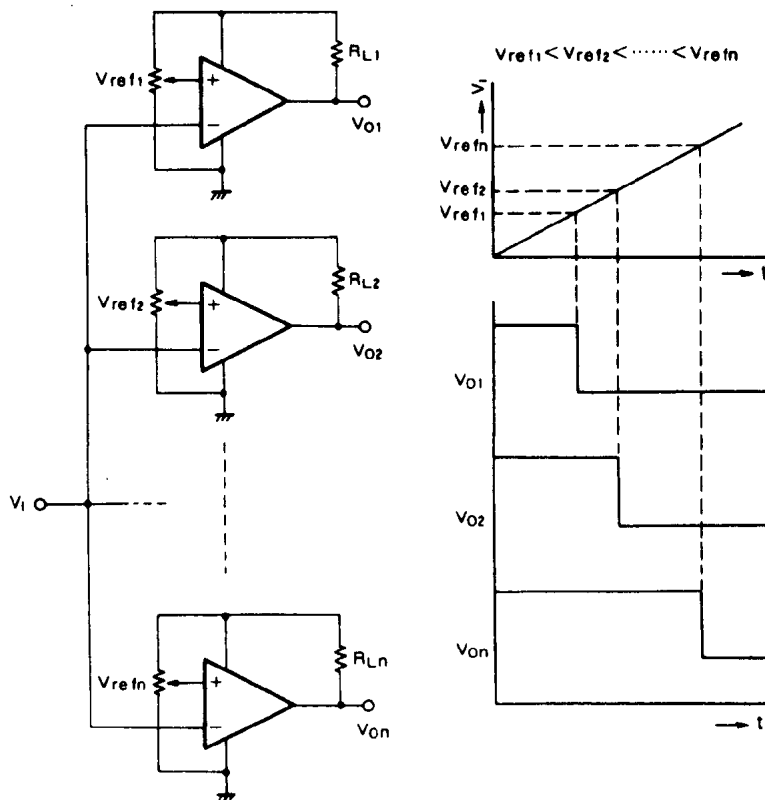 Vref1
+
−
RL1
VO1
Vref2
+
−
RL2
VO2
VI
Vrefn
+
−
RLn
VOn
Vref1 < Vref2 < ······ < Vrefn
VI
Vrefn
Vref2
Vref1
t
VO1
VO2
VOn
t